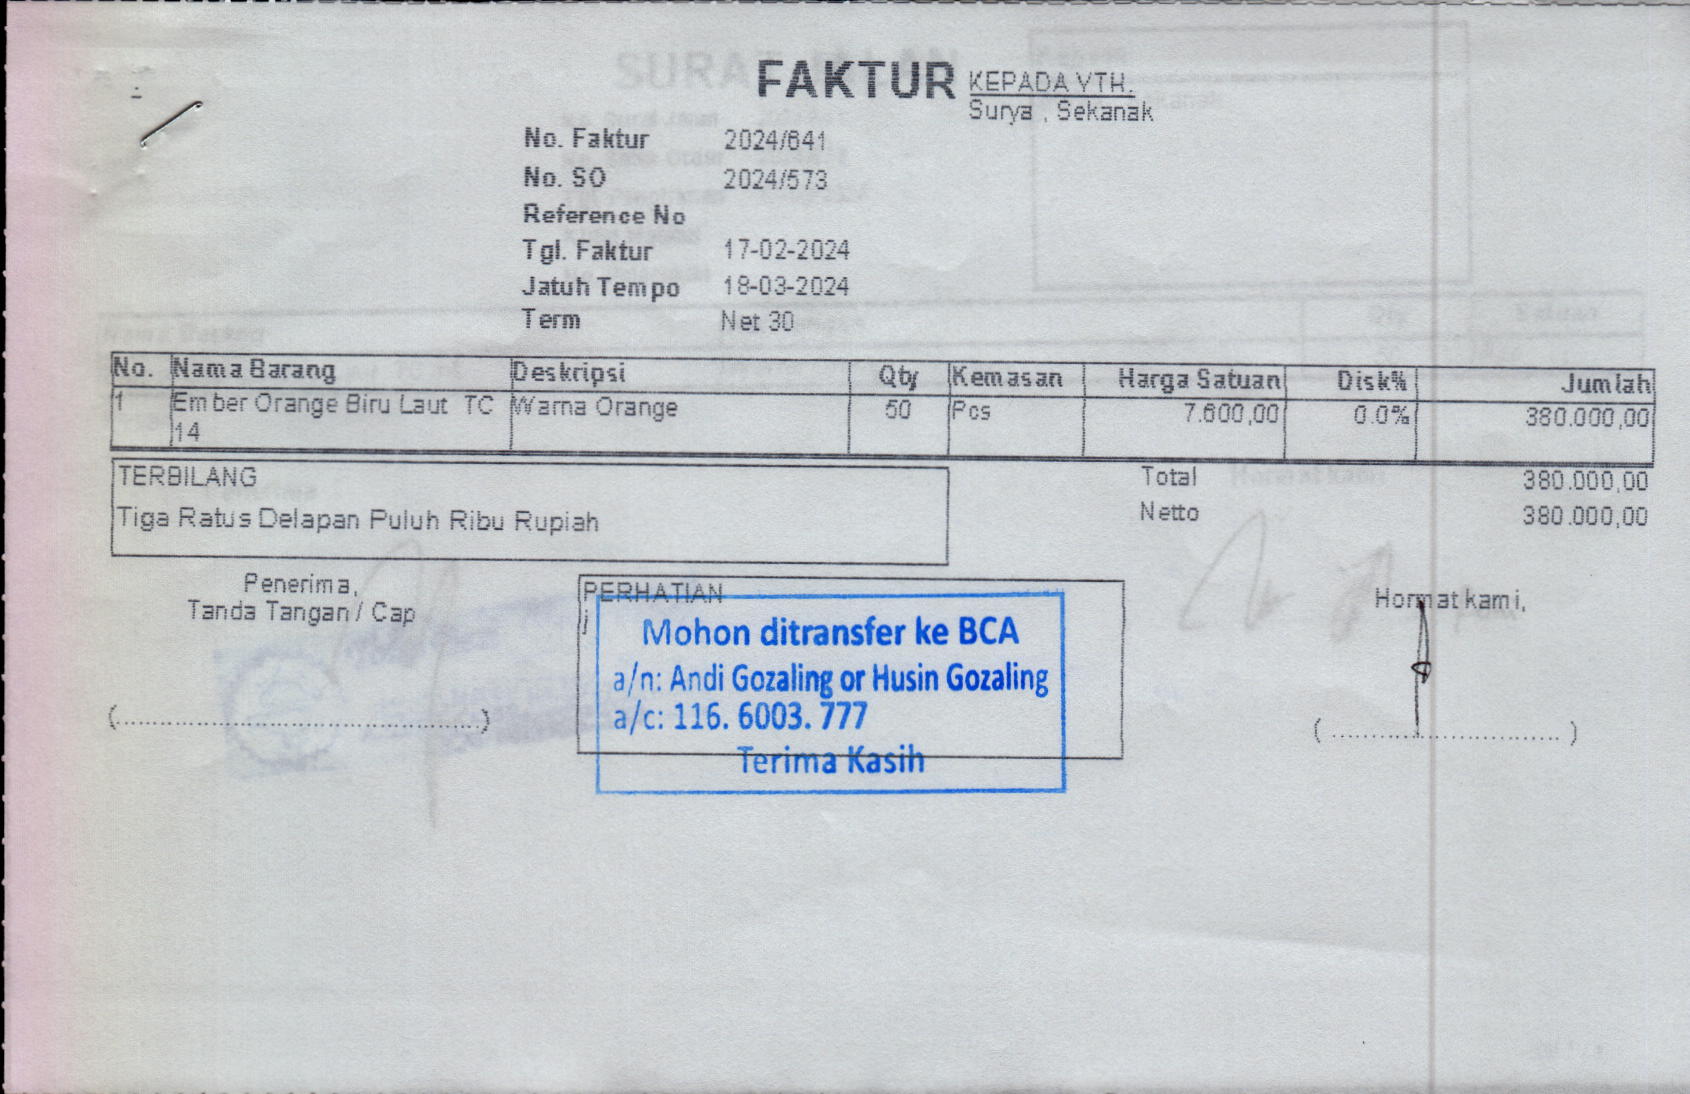 FAKTUR
KEPADA YTH.
Surya , Sekanak
No. Faktur 2024/641
No. SO 2024/573
Reference No
Tgl. Faktur 17-02-2024
Jatuh Tempo 18-03-2024
Term Net 30
No. Nama Barang Deskripsi Qty Kemasan Harga Satuan Disk% Jumlah
1 Ember Orange Biru Laut TC Warna Orange 50 Pcs 7.600,00 0.0% 380.000,00
14
TERBILANG
Tiga Ratus Delapan Puluh Ribu Rupiah
Total 380.000,00
Netto 380.000,00
Penerima,
Tanda Tangan / Cap
PERHATIAN
j
Mohon ditransfer ke BCA
a/n: Andi Gozaling or Husin Gozaling
a/c: 116. 6003. 777
Terima Kasih
Hormat kami,